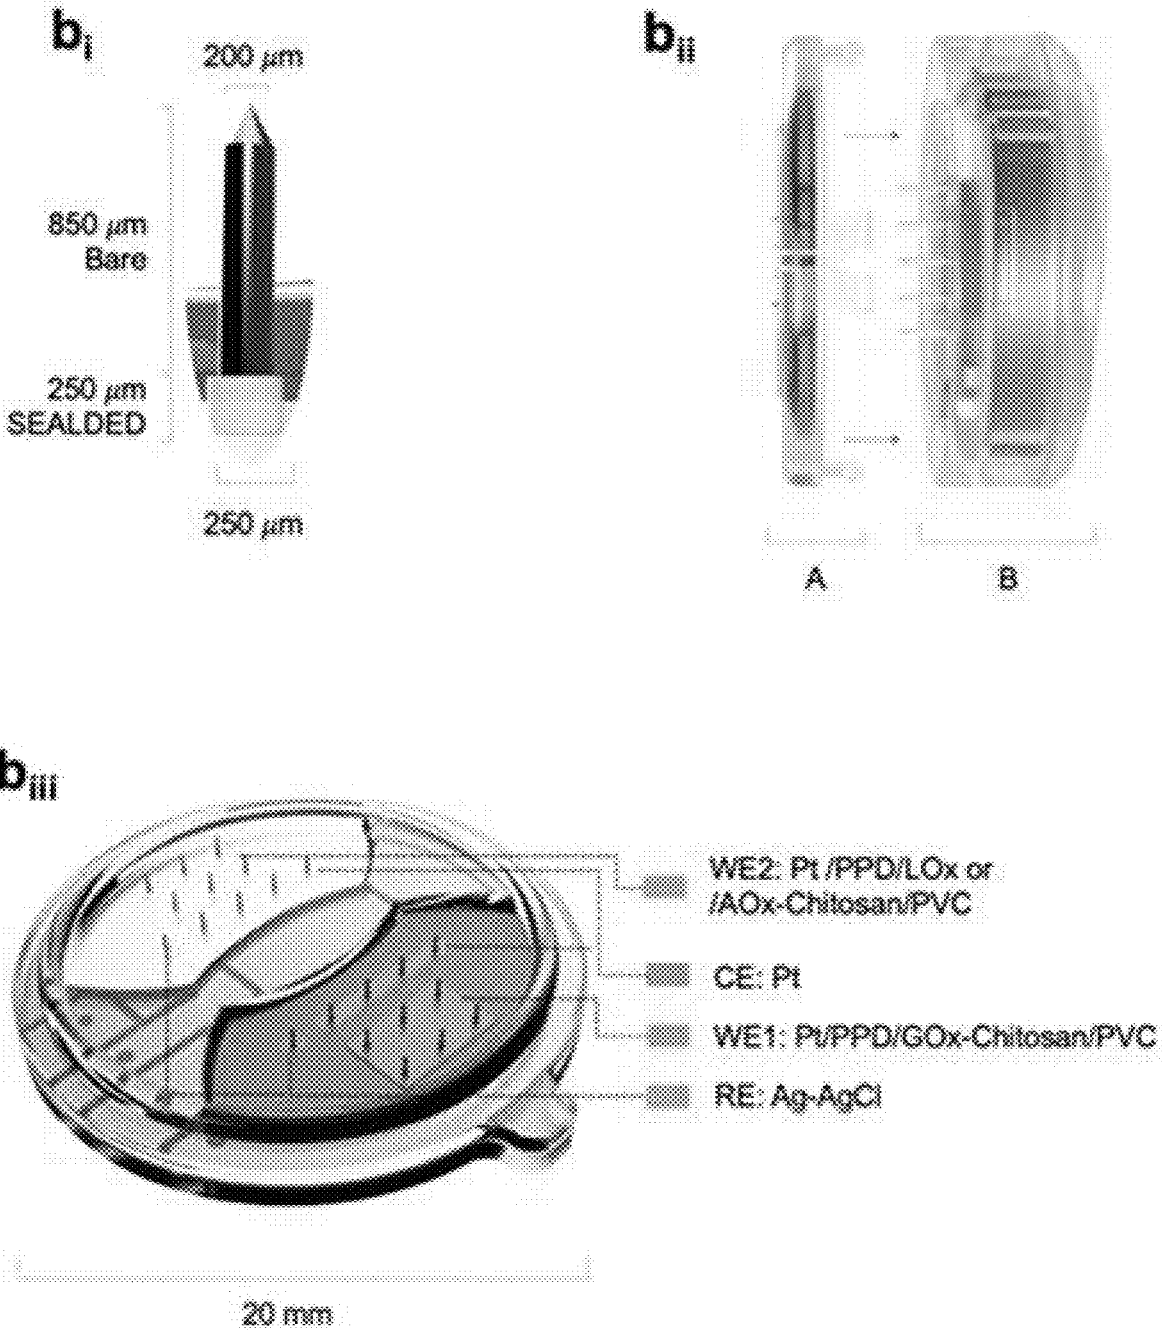 bi
bii
200 μm
850 μm
Bare
250 μm
SEALDED
250 μm
A
B
biii
WE2: Pt /PPD/LOx or
/AOx-Chitosan/PVC
CE: Pt
WE1: Pt/PPD/GOx-Chitosan/PVC
RE: Ag-AgCl
20 mm